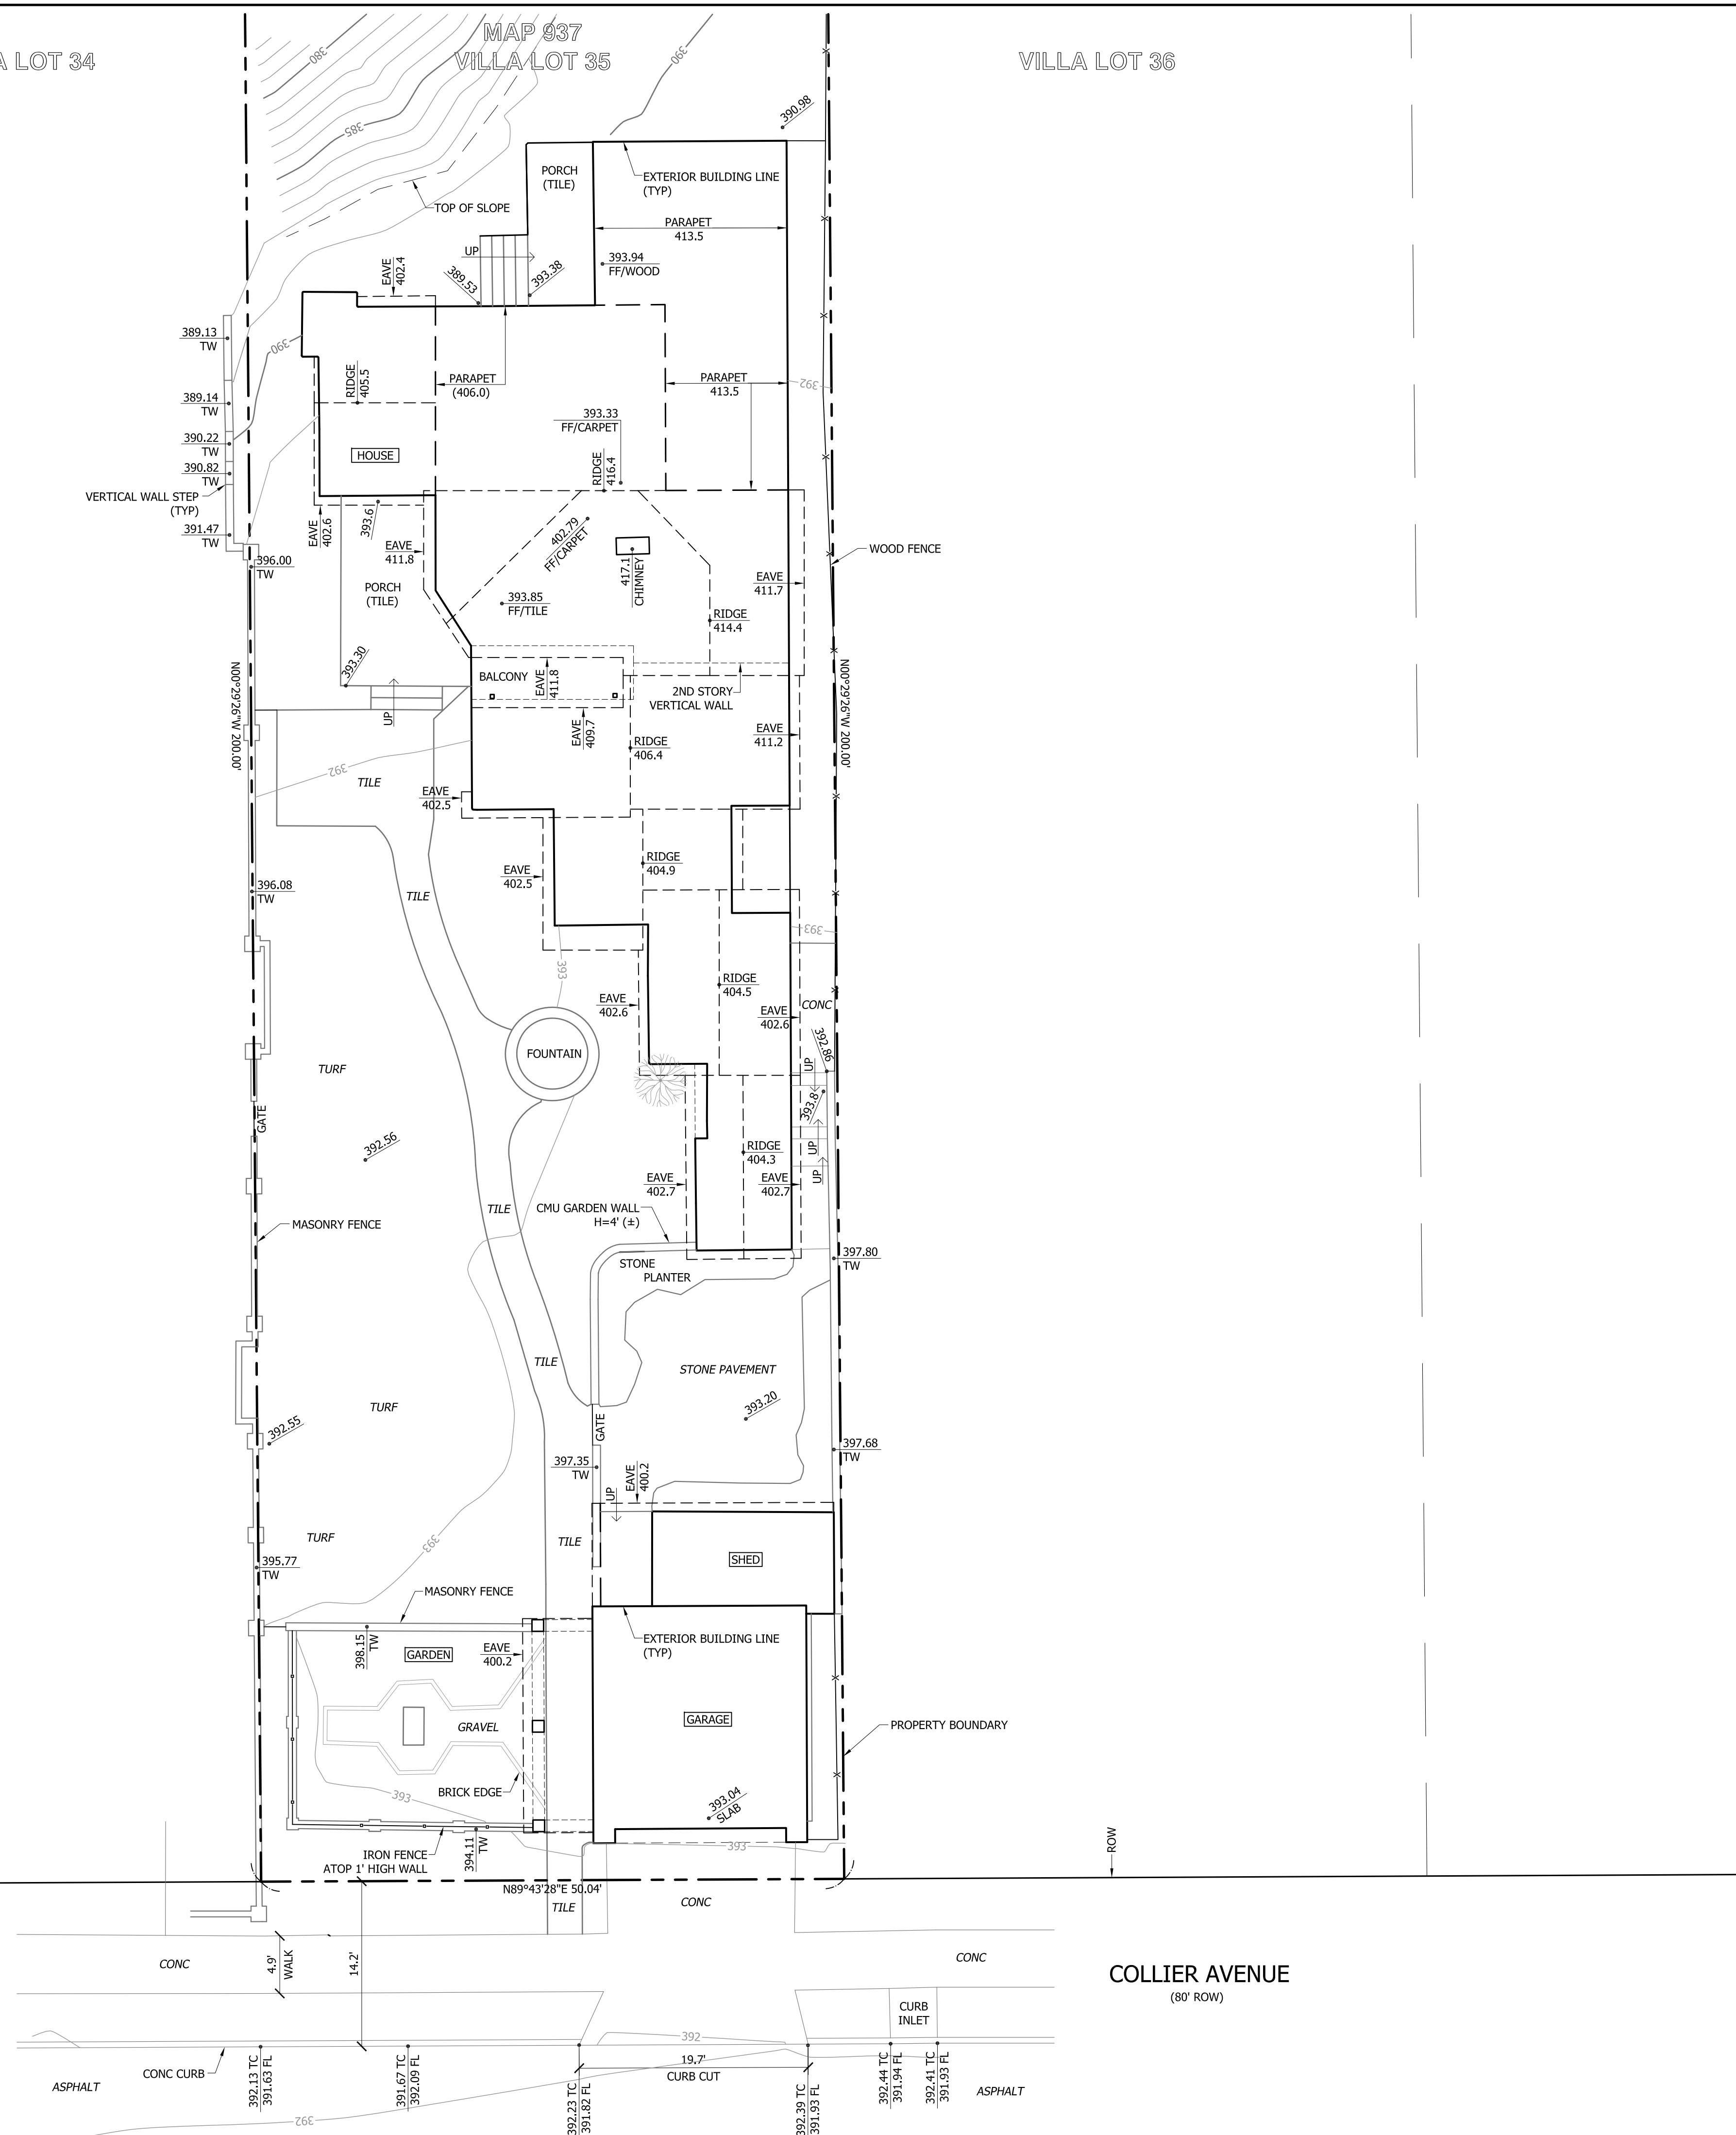 MAP 937
A LOT 34
VILLA LOT 35
VILLA LOT 36
380
390
385
390.98
PORCH
(TILE)
EXTERIOR BUILDING LINE
(TYP)
TOP OF SLOPE
PARAPET
413.5
UP
EAVE
402.4
389.53
393.38
393.94
FF/WOOD
389.13
TW
390
RIDGE
405.5
PARAPET
(406.0)
PARAPET
413.5
392
389.14
TW
393.33
FF/CARPET
390.22
TW
HOUSE
RIDGE
416.4
390.82
TW
VERTICAL WALL STEP
(TYP)
391.47
TW
EAVE
402.6
393.6
EAVE
411.8
402.79
FF/CARPET
417.1
CHIMNEY
WOOD FENCE
396.00
TW
PORCH
(TILE)
EAVE
411.7
393.85
FF/TILE
RIDGE
414.4
393.30
N00°29'26"W 200.00'
N00°29'26"W 200.00'
BALCONY
EAVE
411.8
2ND STORY
VERTICAL WALL
UP
EAVE
409.7
RIDGE
406.4
EAVE
411.2
392
TILE
EAVE
402.5
RIDGE
404.9
EAVE
402.5
396.08
TW
TILE
393
393
RIDGE
404.5
EAVE
402.6
CONC
EAVE
402.6
392.86
FOUNTAIN
TURF
UP
393.8
GATE
392.56
UP
RIDGE
404.3
UP
EAVE
402.7
EAVE
402.7
TILE
CMU GARDEN WALL
H=4' (±)
MASONRY FENCE
STONE
PLANTER
397.80
TW
TILE
STONE PAVEMENT
TURF
393.20
392.55
GATE
397.68
TW
397.35
TW
EAVE
400.2
UP
TURF
393
TILE
SHED
395.77
TW
MASONRY FENCE
398.15
TW
GARDEN
EAVE
400.2
EXTERIOR BUILDING LINE
(TYP)
GRAVEL
GARAGE
PROPERTY BOUNDARY
BRICK EDGE
393
393.04
SLAB
IRON FENCE
ATOP 1' HIGH WALL
394.11
TW
393
ROW
N89°43'28"E 50.04'
TILE
CONC
CONC
4.9'
WALK
14.2'
CONC
COLLIER AVENUE
(80' ROW)
CURB
INLET
392
CONC CURB
ASPHALT
392.13 TC
391.63 FL
391.67 TC
392.09 FL
19.7'
CURB CUT
392.23 TC
391.82 FL
392.39 TC
391.93 FL
392.44 TC
391.94 FL
392.41 TC
391.93 FL
ASPHALT
392